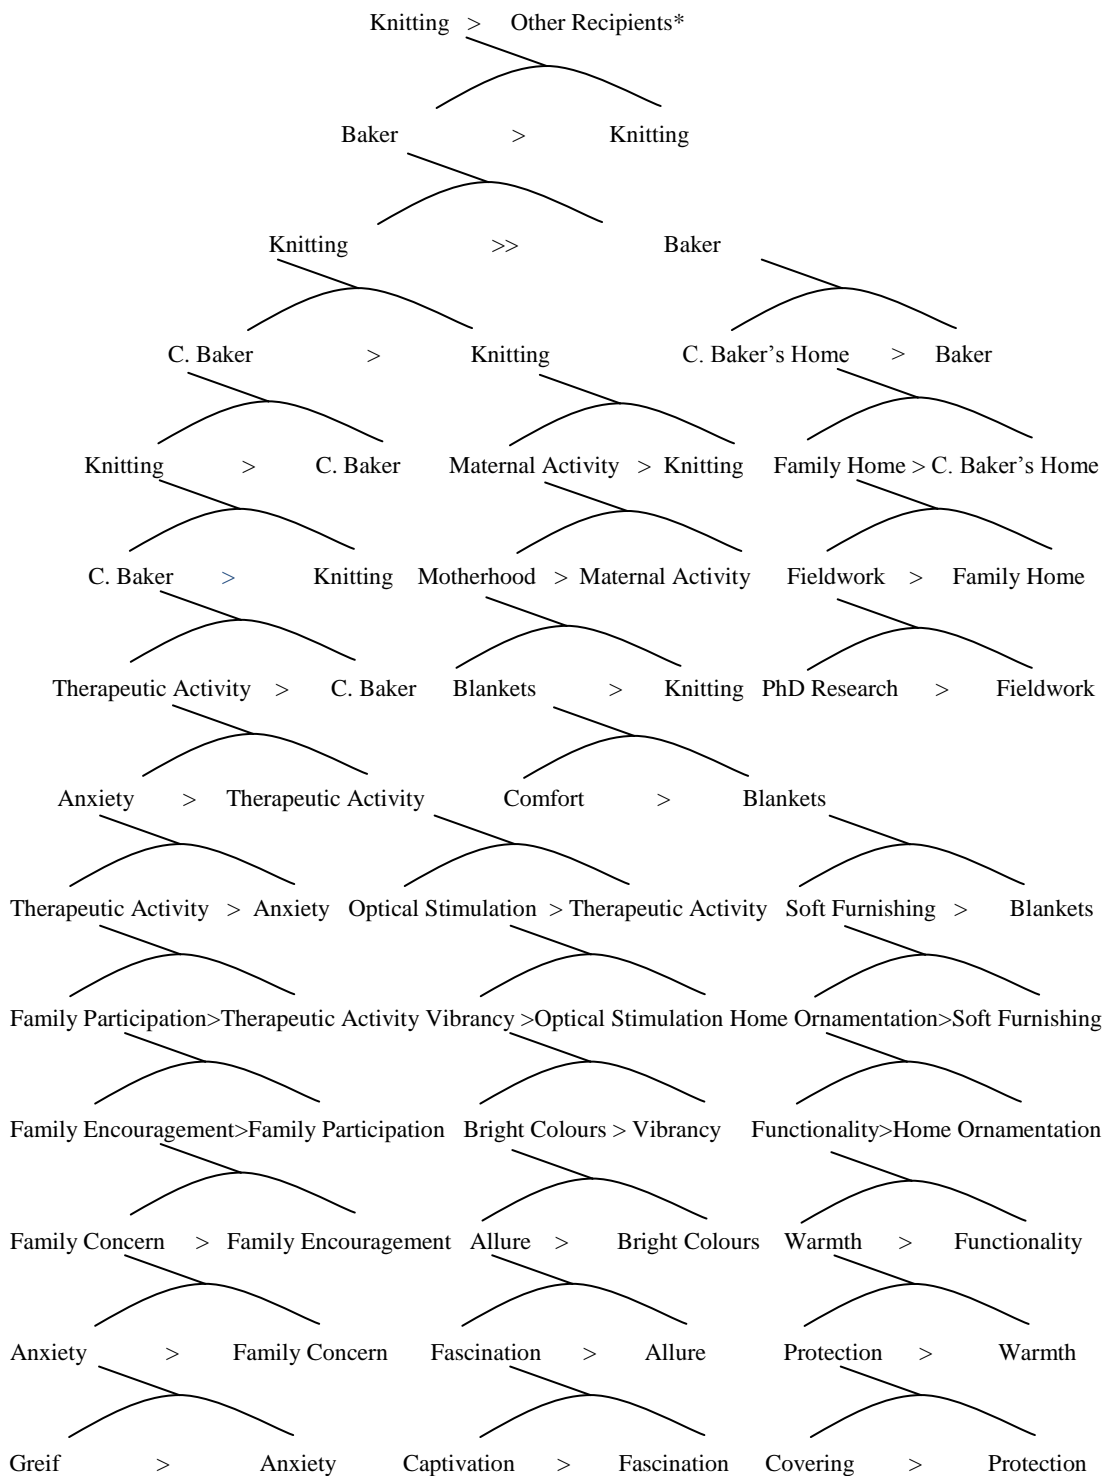 Knitting > Other Recipients*
Baker > Knitting
Knitting >> Baker
C. Baker > Knitting C. Baker’s Home > Baker
Knitting > C. Baker Maternal Activity > Knitting Family Home > C. Baker’s Home
C. Baker > Knitting Motherhood > Maternal Activity Fieldwork > Family Home
Therapeutic Activity > C. Baker Blankets > Knitting PhD Research > Fieldwork
Anxiety > Therapeutic Activity Comfort > Blankets
Therapeutic Activity > Anxiety Optical Stimulation > Therapeutic Activity Soft Furnishing > Blankets
Family Participation>Therapeutic Activity Vibrancy >Optical Stimulation Home Ornamentation>Soft Furnishing
Family Encouragement>Family Participation Bright Colours > Vibrancy Functionality>Home Ornamentation
Family Concern > Family Encouragement Allure > Bright Colours Warmth > Functionality
Anxiety > Family Concern Fascination > Allure Protection > Warmth
Greif > Anxiety Captivation > Fascination Covering > Protection